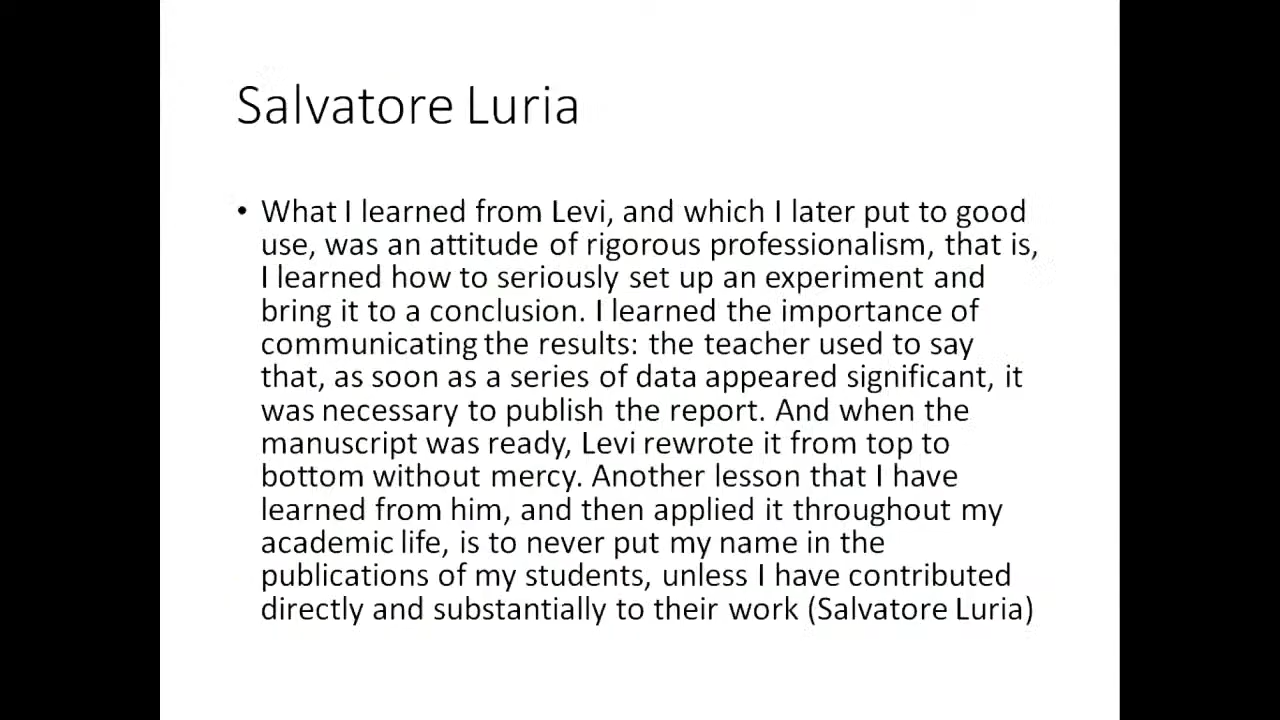 Salvatore Luria
• What I learned from Levi, and which I later put to good
use, was an attitude of rigorous professionalism, that is,
I learned how to seriously set up an experiment and
bring it to a conclusion. I learned the importance of
communicating the results: the teacher used to say
that, as soon as a series of data appeared significant, it
was necessary to publish the report. And when the
manuscript was ready, Levi rewrote it from top to
bottom without mercy. Another lesson that I have
learned from him, and then applied it throughout my
academic life, is to never put my name in the
publications of my students, unless I have contributed
directly and substantially to their work (Salvatore Luria)